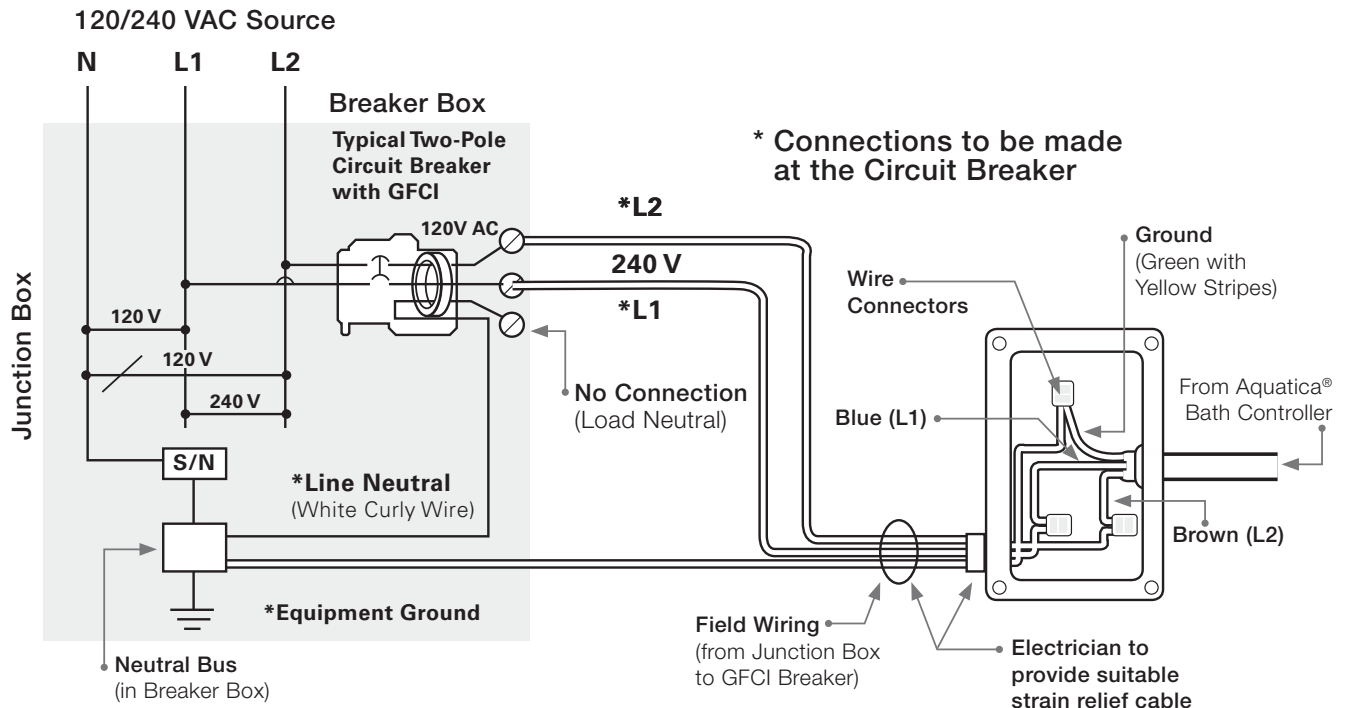 120/240 VAC Source
N L1 L2
Breaker Box
Typical Two-Pole
Circuit Breaker
with GFCI
* Connections to be made
at the Circuit Breaker
Junction Box
120V AC
*L2
240 V
*L1
120 V
120 V
240 V
No Connection
(Load Neutral)
Wire
Connectors
Ground
(Green with
Yellow Stripes)
Blue (L1)
From Aquatica®
Bath Controller
Brown (L2)
S/N
*Line Neutral
(White Curly Wire)
*Equipment Ground
Neutral Bus
(in Breaker Box)
Field Wiring
(from Junction Box
to GFCI Breaker)
Electrician to
provide suitable
strain relief cable